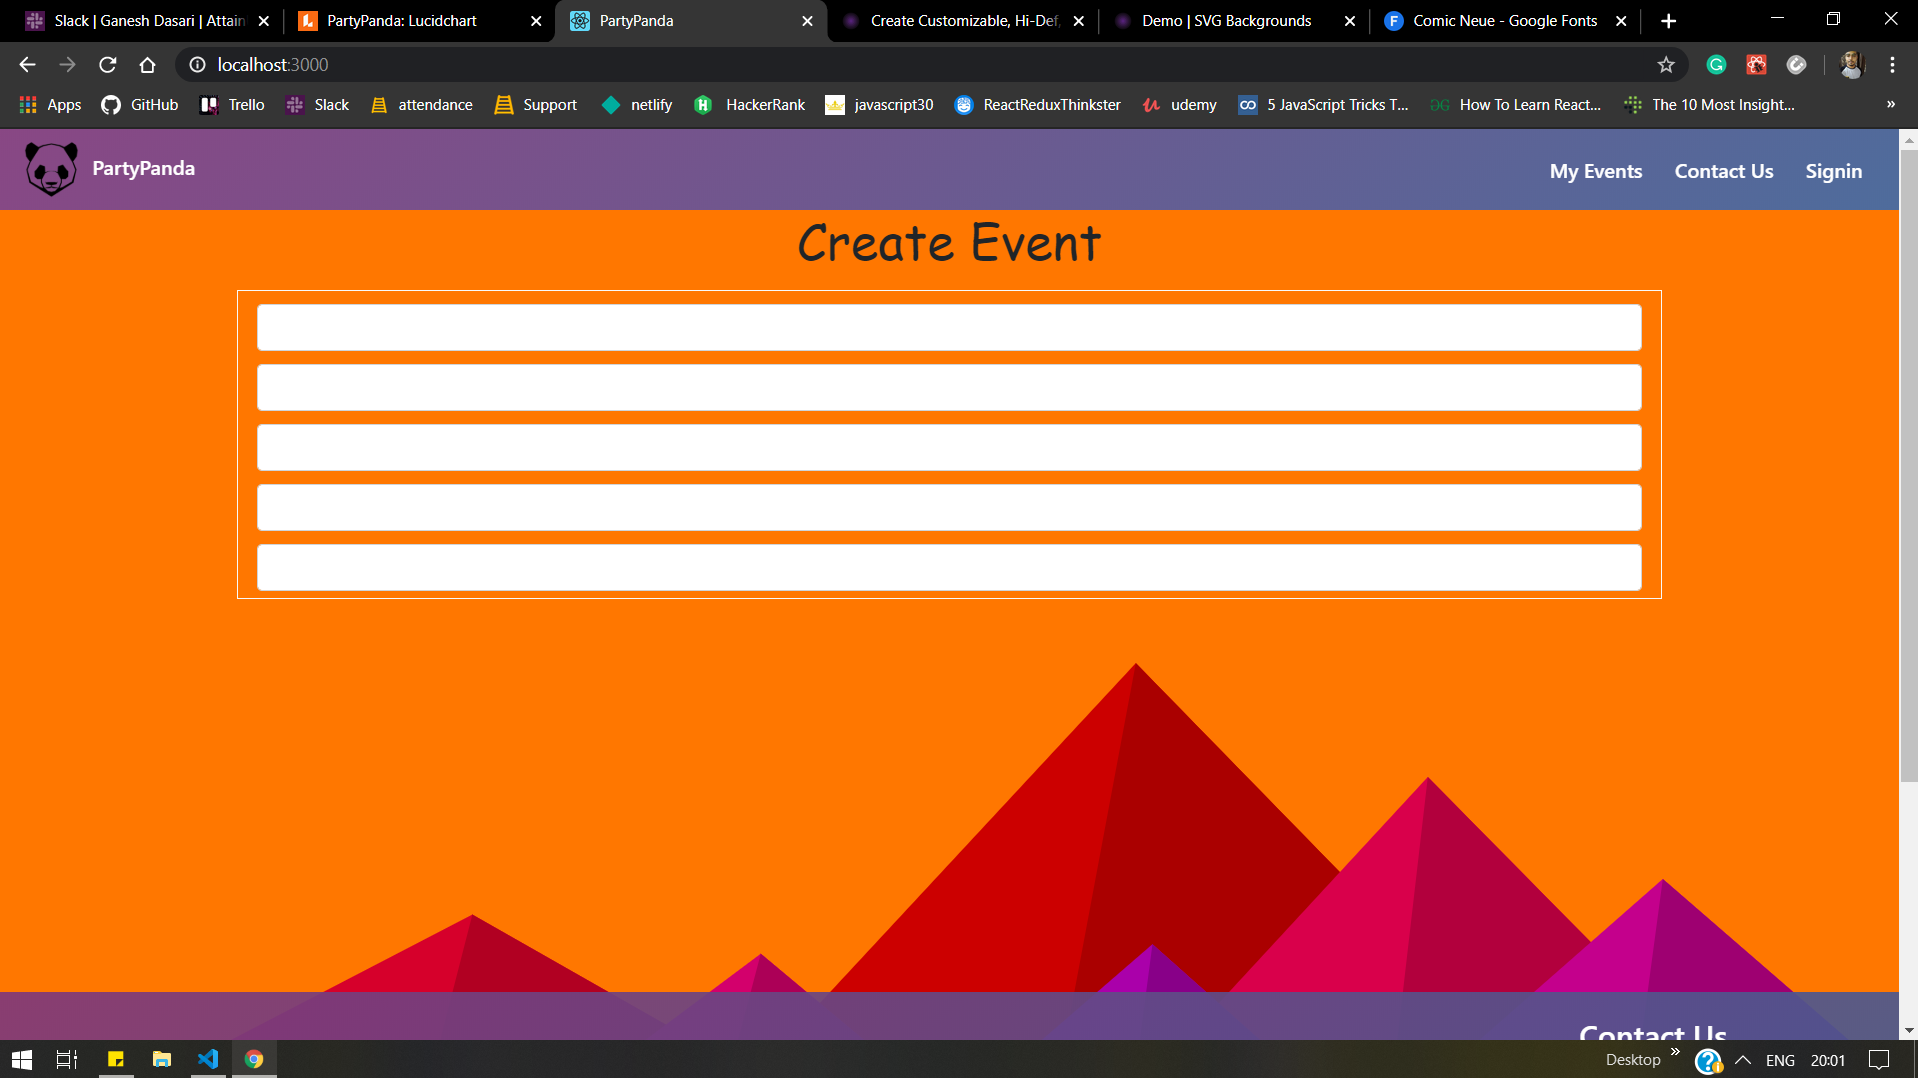 Slack | Ganesh Dasari | Attain
PartyPanda: Lucidchart
PartyPanda
Create Customizable, Hi-Def,
Demo | SVG Backgrounds
Comic Neue - Google Fonts
localhost:3000
Apps
GitHub
Trello
Slack
attendance
Support
netlify
HackerRank
javascript30
ReactReduxThinkster
udemy
5 JavaScript Tricks T...
How To Learn React...
The 10 Most Insight...
»
PartyPanda
My Events
Contact Us
Signin
Create Event
Contact Us
Desktop
»
ENG
20:01